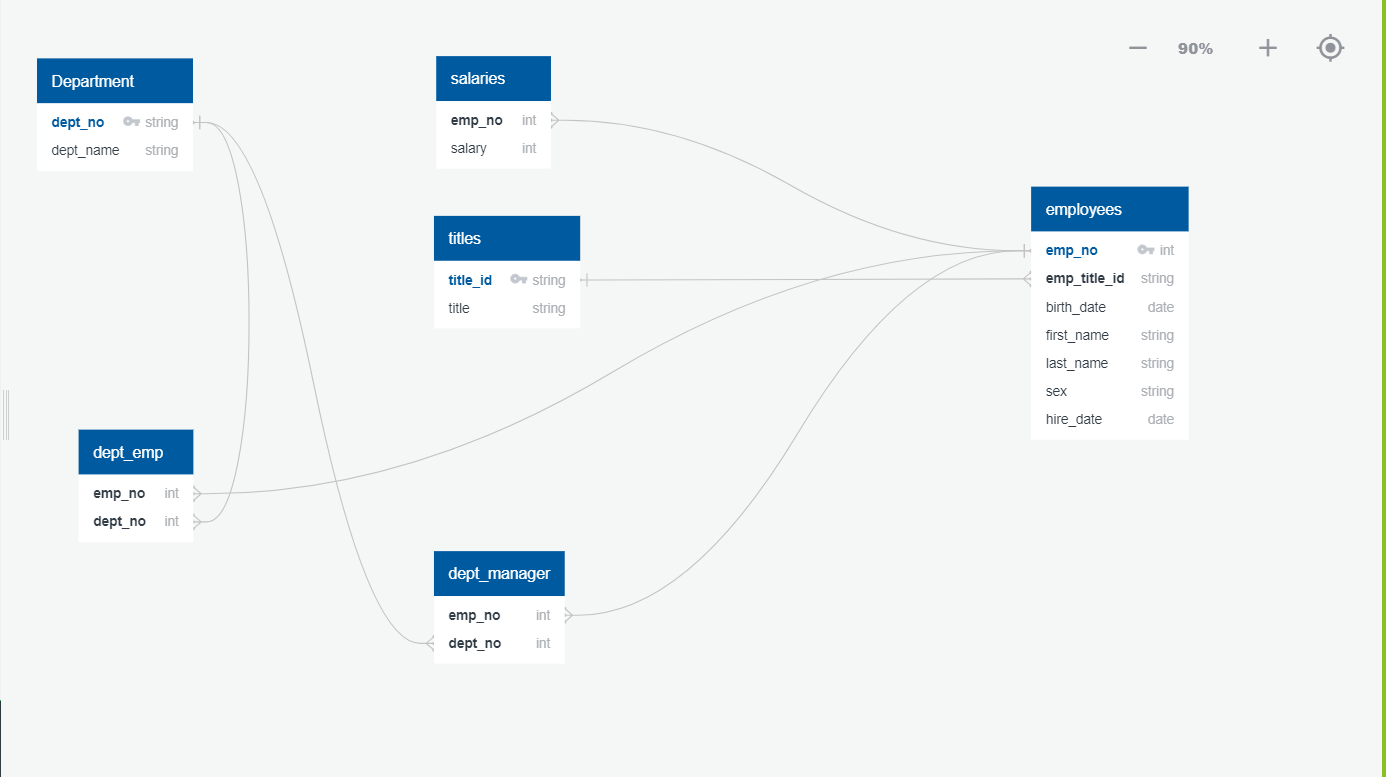 90%
Department
dept_no string
dept_name string
salaries
emp_no int
salary int
titles
title_id string
title string
employees
emp_no int
emp_title_id string
birth_date date
first_name string
last_name string
sex string
hire_date date
dept_emp
emp_no int
dept_no int
dept_manager
emp_no int
dept_no int